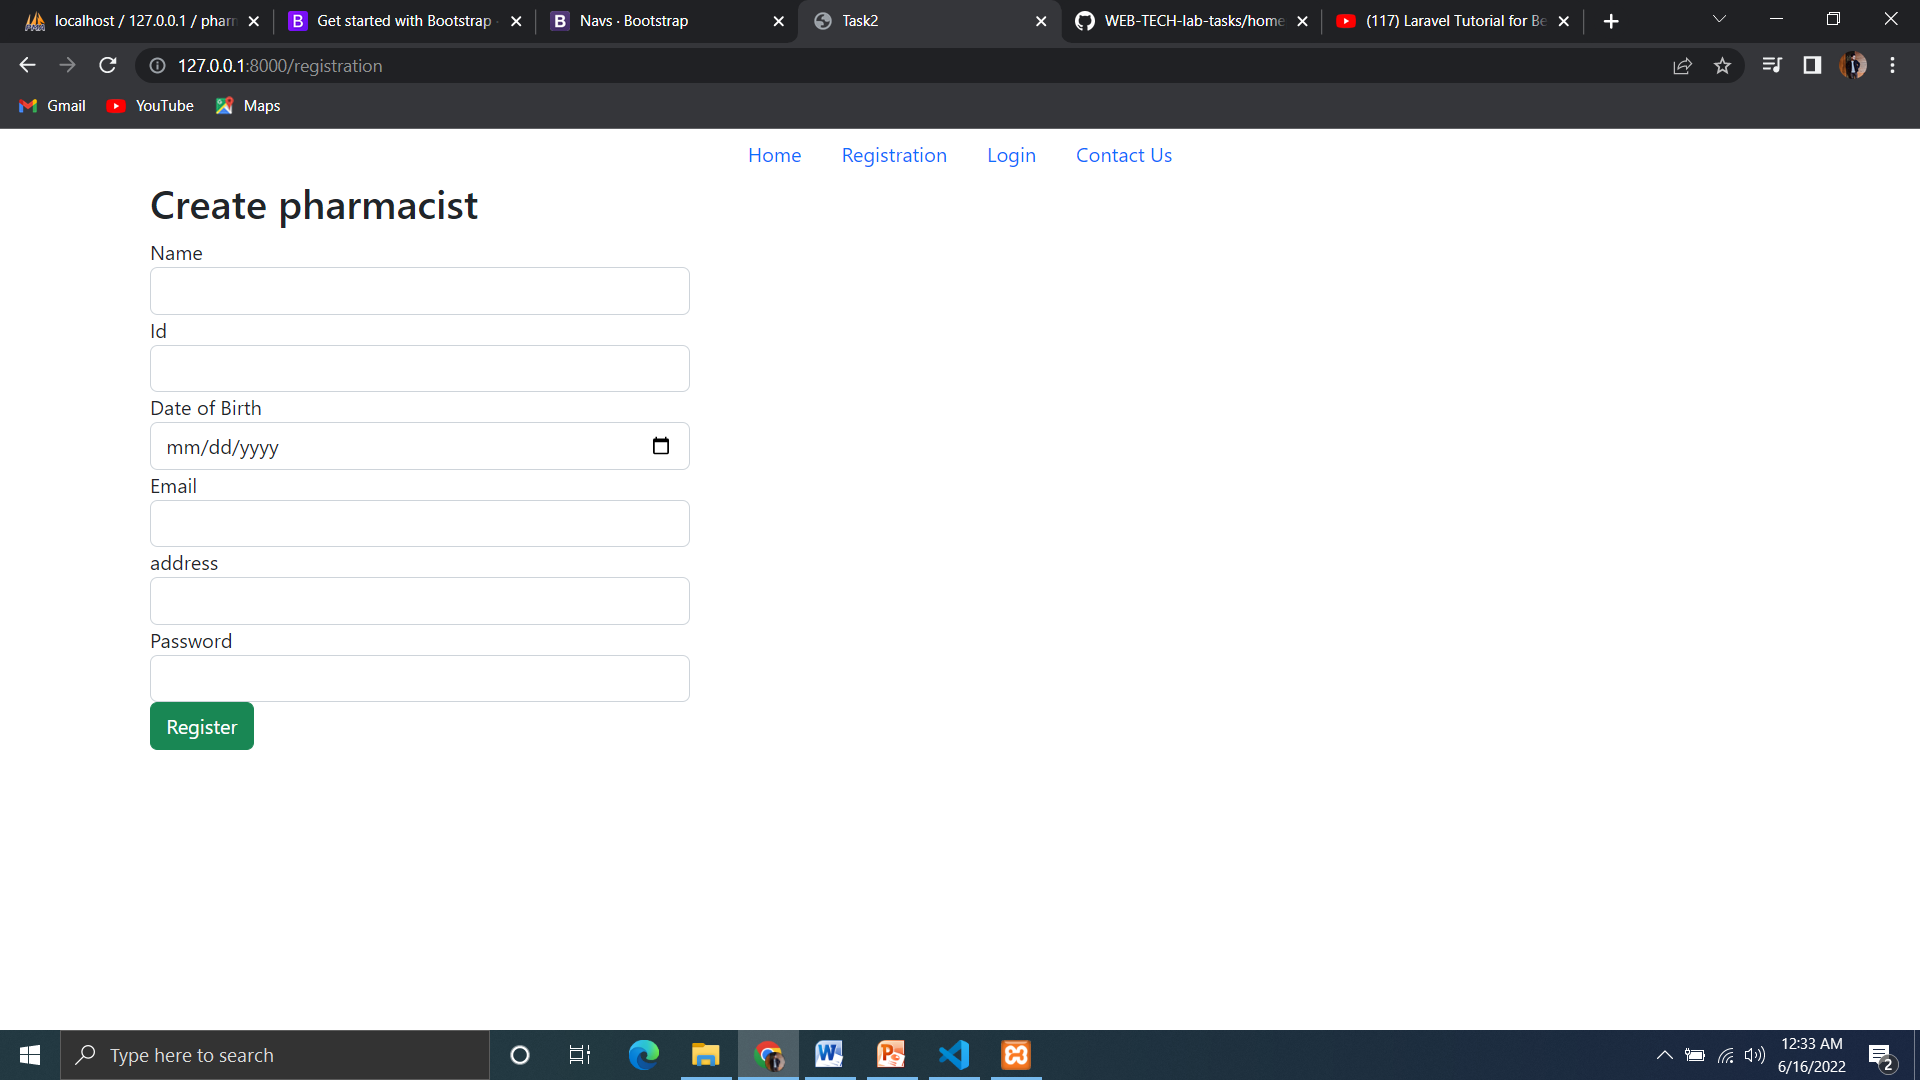 localhost / 127.0.0.1 / pharm
Get started with Bootstrap ·
Navs · Bootstrap
Task2
WEB-TECH-lab-tasks/home
(117) Laravel Tutorial for Be
127.0.0.1:8000/registration
Gmail
YouTube
Maps
Home
Registration
Login
Contact Us
Create pharmacist
Name
Id
Date of Birth
mm/dd/yyyy
Email
address
Password
Register
Type here to search
12:33 AM
6/16/2022
2